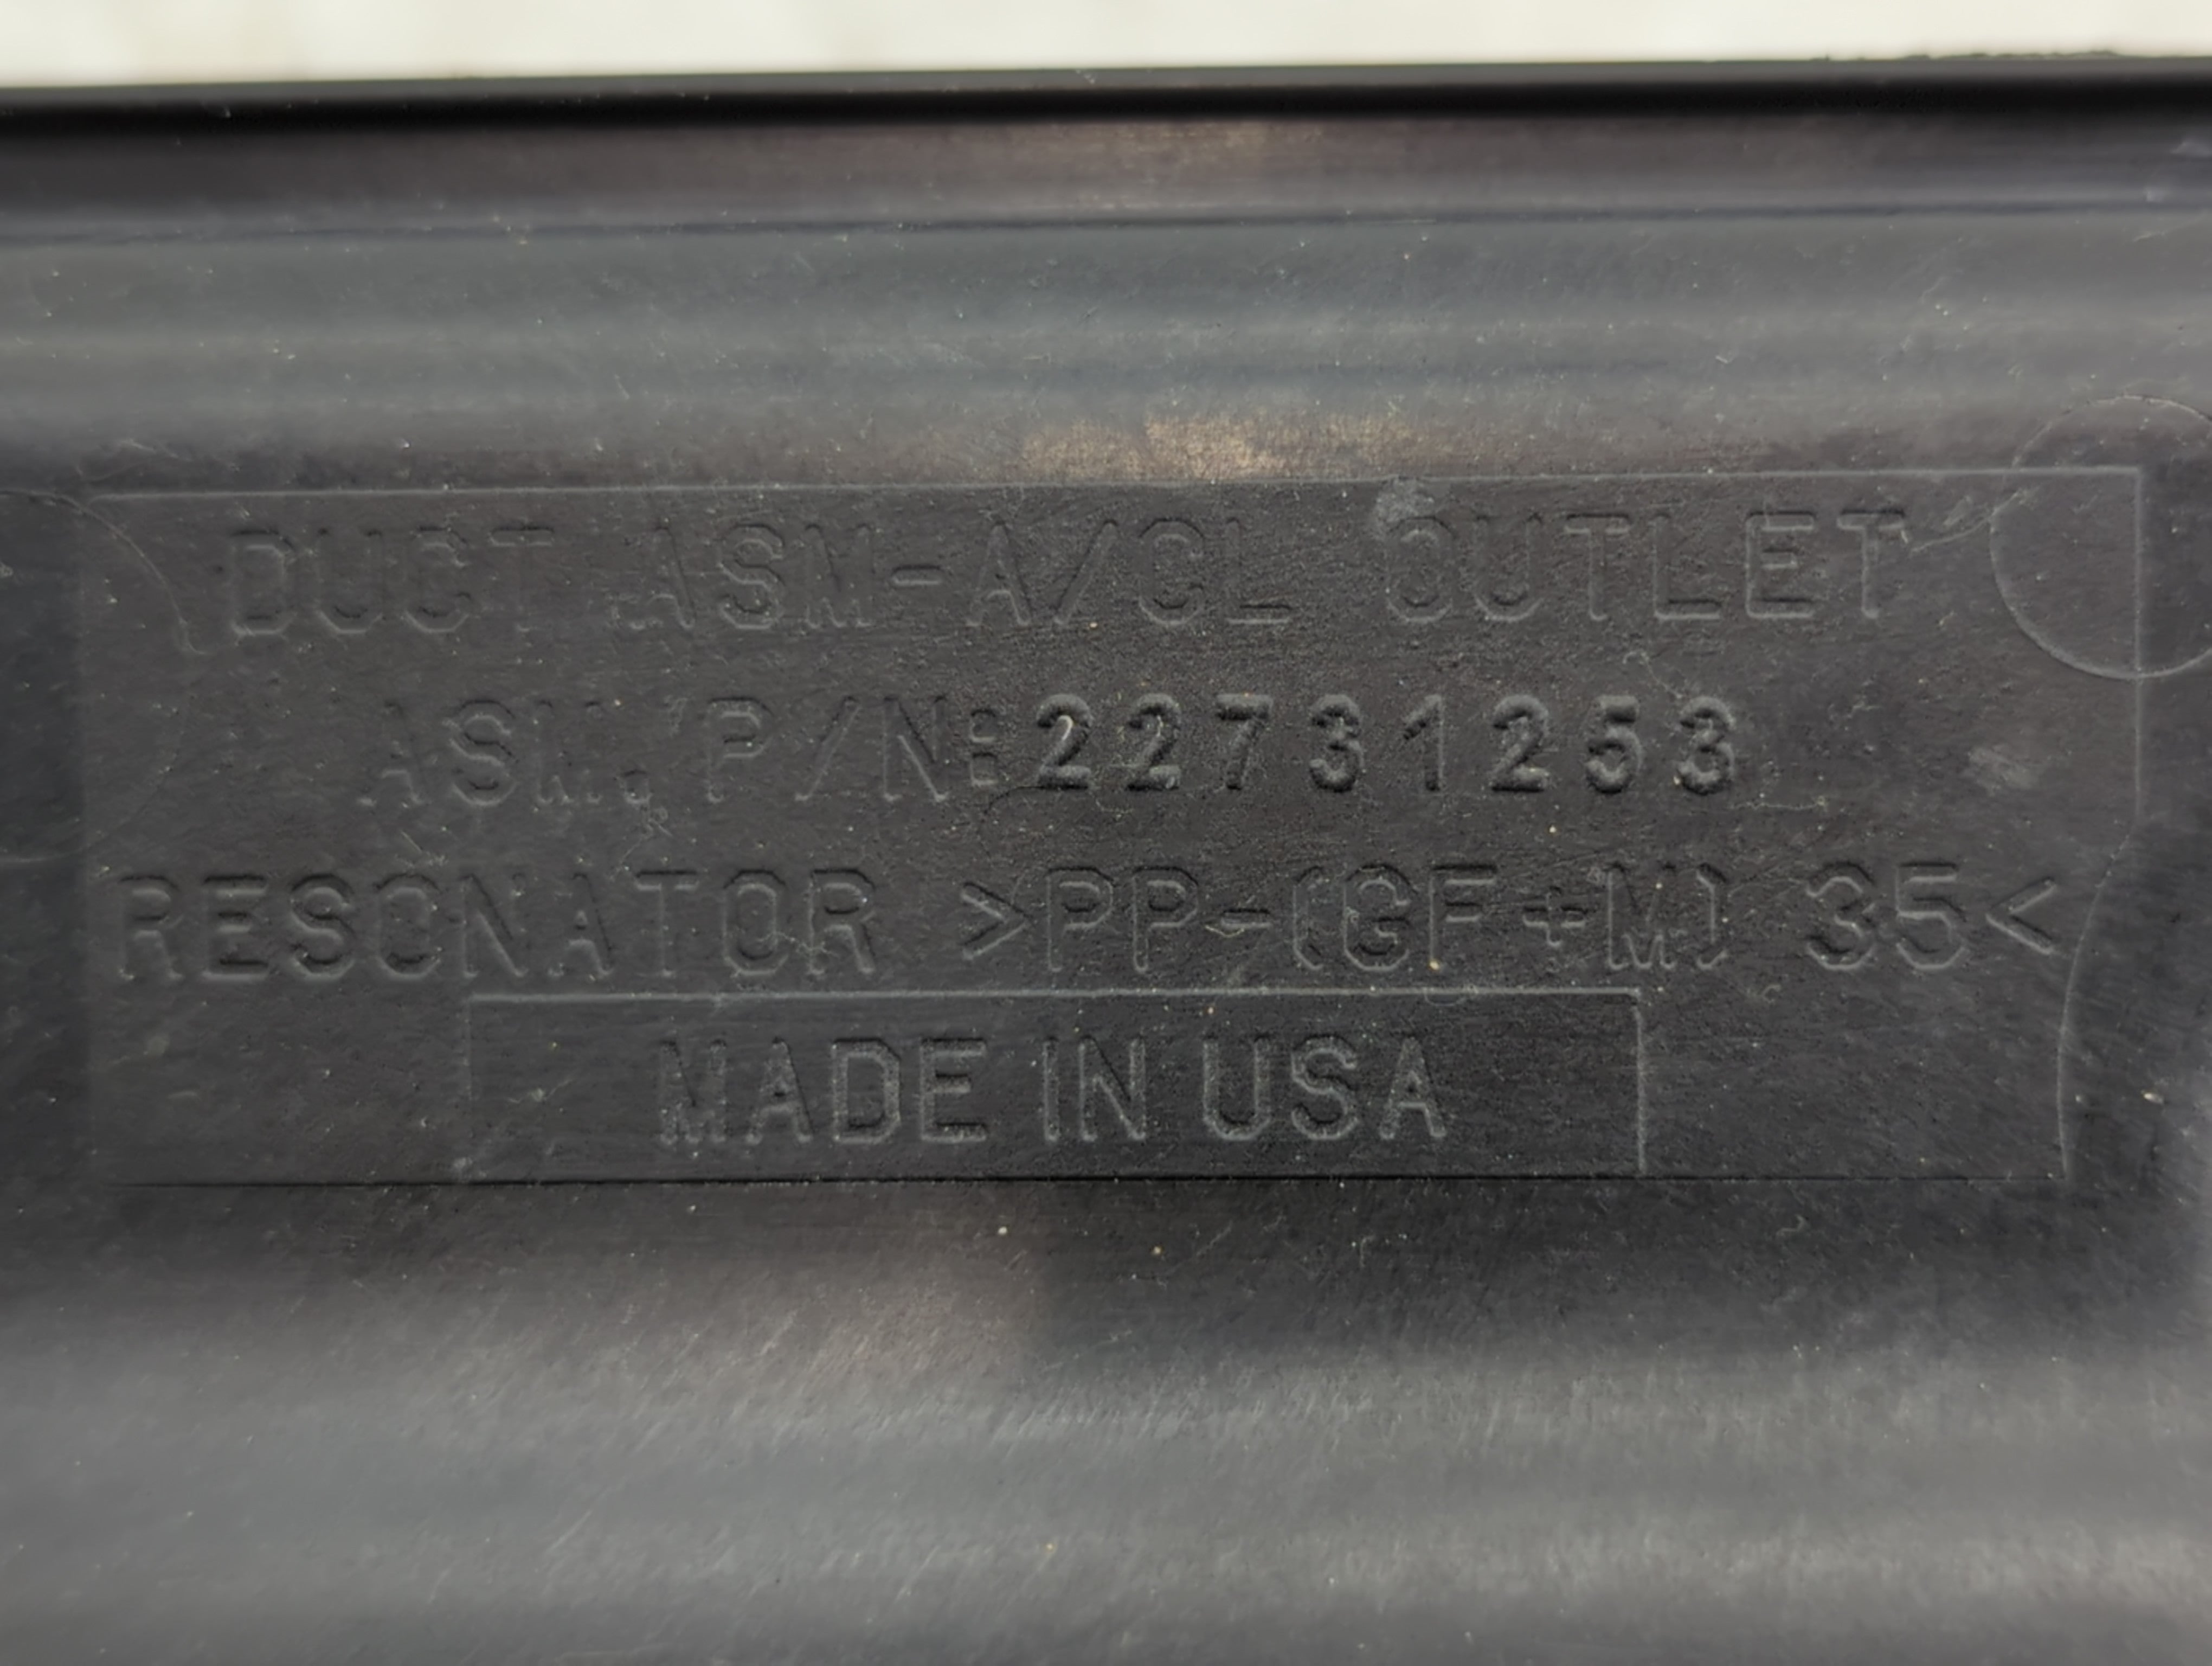 DUCT ASM-A/CL OUTLET
ASM. P/N:22731253
RESONATOR >PP-(GF+M) 35<
MADE IN USA